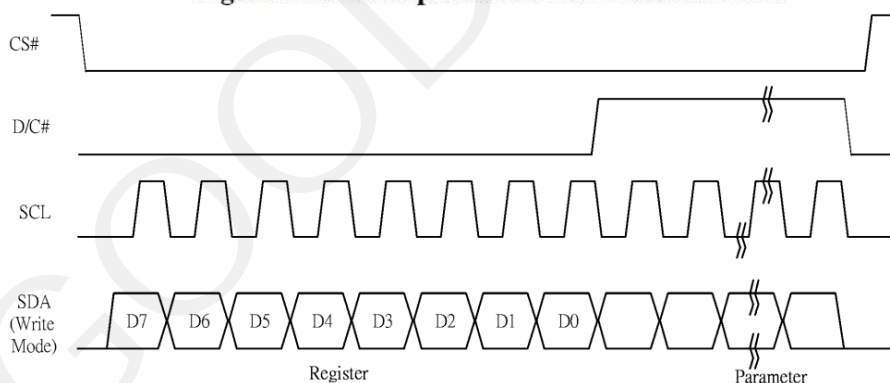 CS#
D/C#
SCL
SDA
(Write
Mode)
D7 D6 D5 D4 D3 D2 D1 D0
Register Parameter